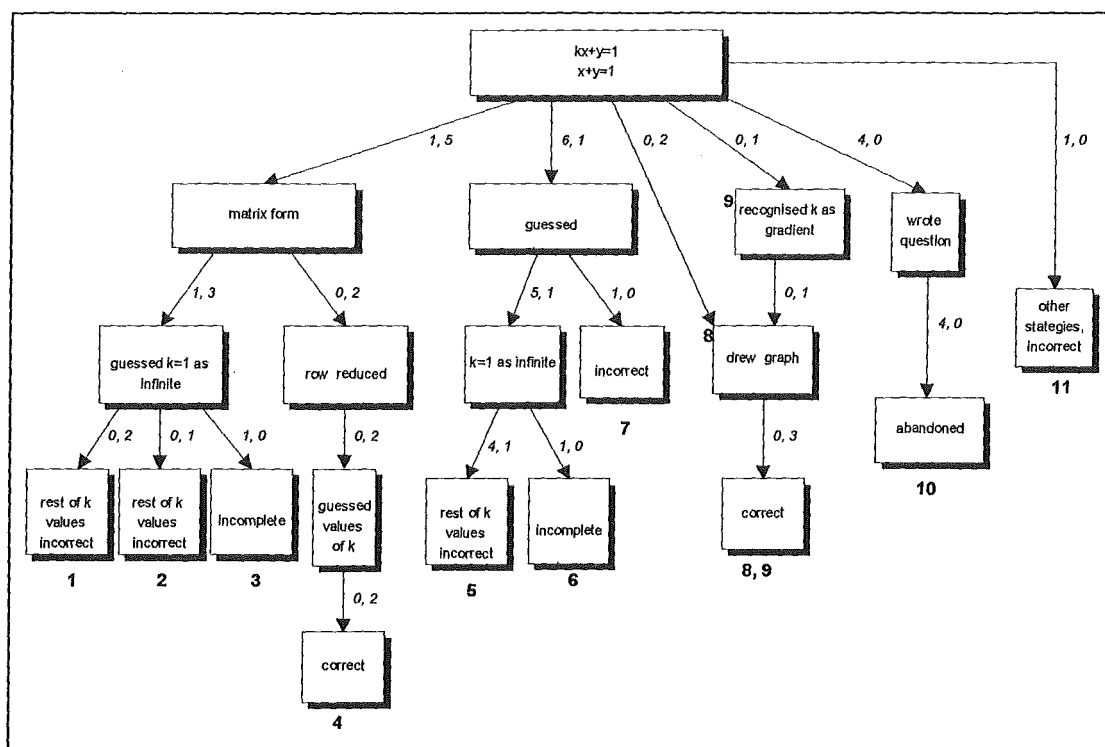 kx+y=1
x+y=1
1, 5
6, 1
0, 2
0, 1
4, 0
1, 0
matrix form
guessed
9
recognised k as
gradient
wrote
question
1, 3
0, 2
5, 1
1, 0
0, 1
4, 0
guessed k=1 as
infinite
row reduced
k=1 as infinite
incorrect
7
8
drew graph
other
stategies,
incorrect
11
abandoned
10
0, 2
0, 1
1, 0
0, 2
4, 1
1, 0
0, 3
rest of k
values
incorrect
1
rest of k
values
incorrect
2
incomplete
3
guessed
values
of k
rest of k
values
incorrect
5
incomplete
6
correct
8, 9
0, 2
correct
4